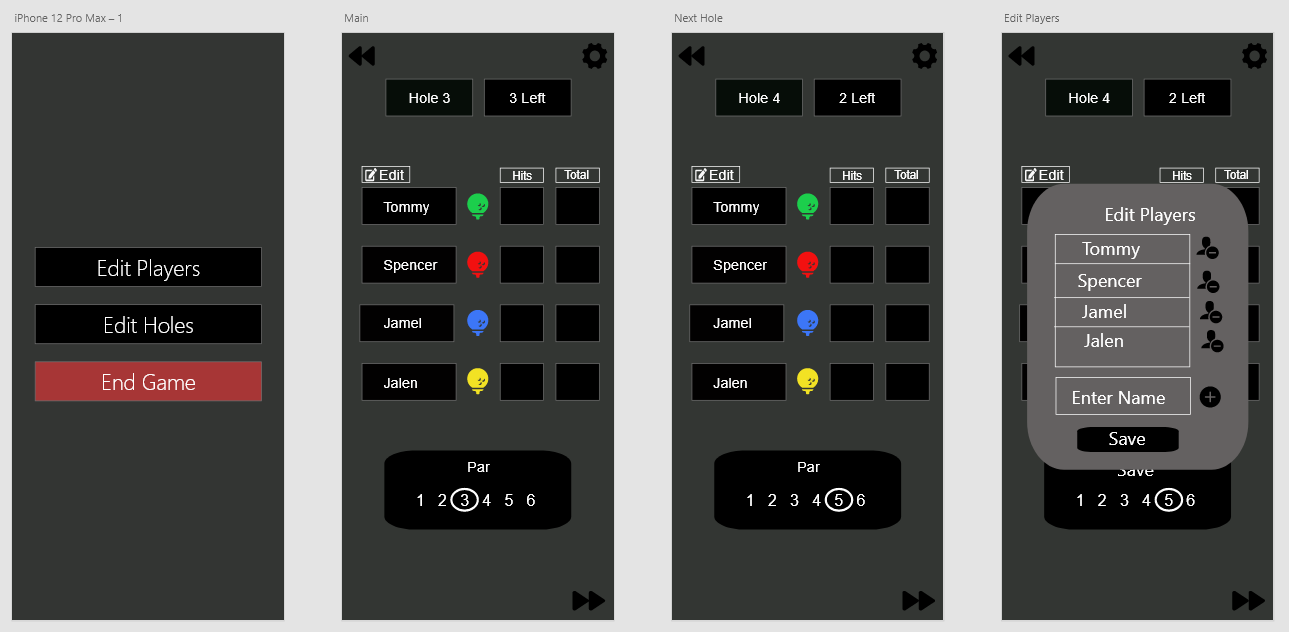 iPhone 12 Pro Max – 1
Edit Players
Edit Holes
End Game
Main
Hole 3
3 Left
Edit
Hits
Total
Tommy
Spencer
Jamel
Jalen
Par
1 2 3 4 5 6
Next Hole
Hole 4
2 Left
Edit
Hits
Total
Tommy
Spencer
Jamel
Jalen
Par
1 2 3 4 5 6
Edit Players
Hole 4
2 Left
Edit
Hits
Total
Edit Players
Tommy
Spencer
Jamel
Jalen
Enter Name
Save
Save
1 2 3 4 5 6